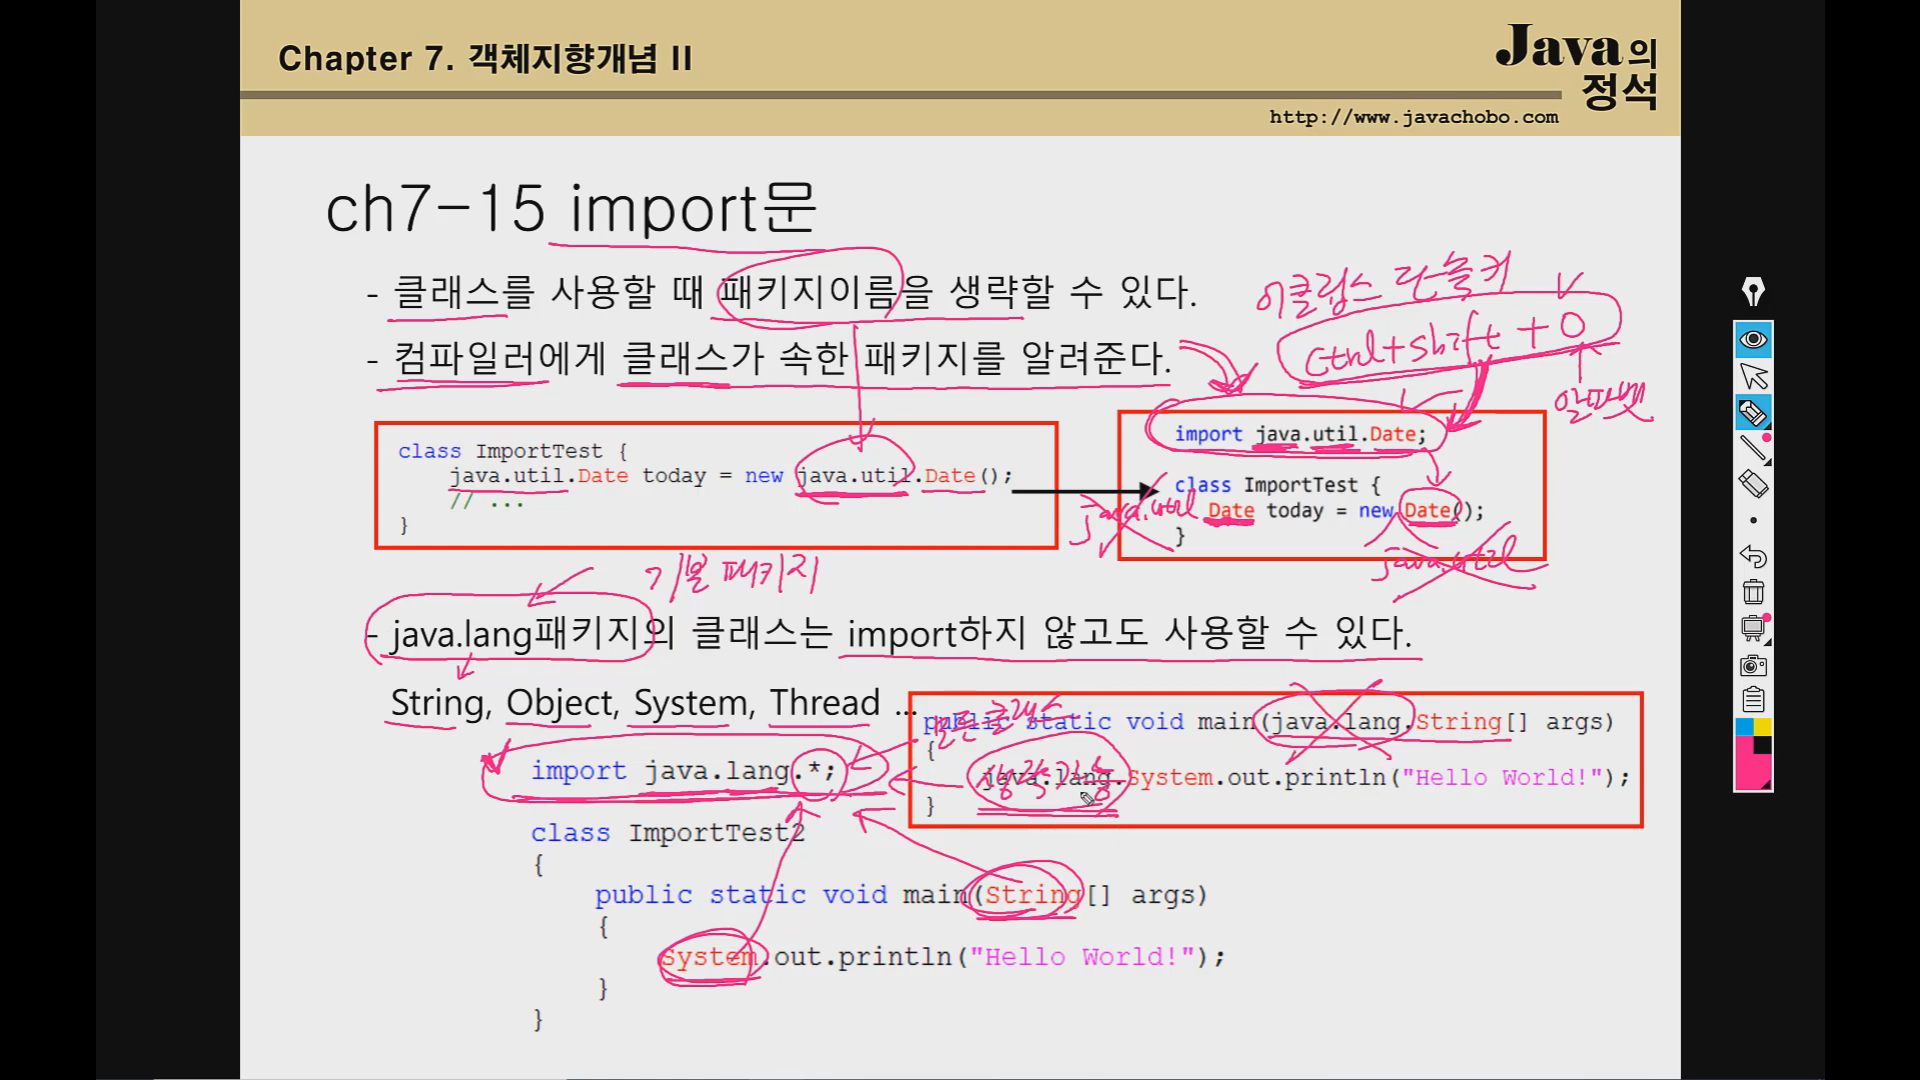 Chapter 7. 객체지향개념 II
Java의
정석
http://www.javachobo.com
ch7-15 import문
- 클래스를 사용할 때 패키지이름을 생략할 수 있다.
이클립스 단축키
Ctrl+shift + O
알파벳
- 컴파일러에게 클래스가 속한 패키지를 알려준다.
class ImportTest {
java.util.Date today = new java.util.Date();
// ...
}
import java.util.Date;
class ImportTest {
java.util
Date today = new Date();
}
java.util
기본 패키지
- java.lang패키지의 클래스는 import하지 않고도 사용할 수 있다.
String, Object, System, Thread ...
모든 클래스
public static void main(java.lang.String[] args)
{
java.lang.System.out.println("Hello World!");
}
생략가능
import java.lang.*;
class ImportTest2
{
public static void main(String[] args)
{
System.out.println("Hello World!");
}
}